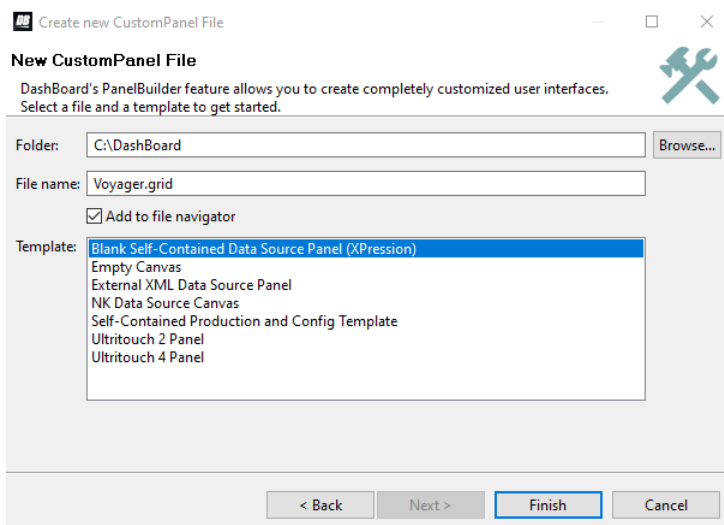 DB Create new CustomPanel File
New CustomPanel File
DashBoard's PanelBuilder feature allows you to create completely customized user interfaces.
Select a file and a template to get started.
Folder: C:\DashBoard Browse...
File name: Voyager.grid
Add to file navigator
Template: Blank Self-Contained Data Source Panel (XPression)
Empty Canvas
External XML Data Source Panel
NK Data Source Canvas
Self-Contained Production and Config Template
Ultritouch 2 Panel
Ultritouch 4 Panel
< Back Next > Finish Cancel